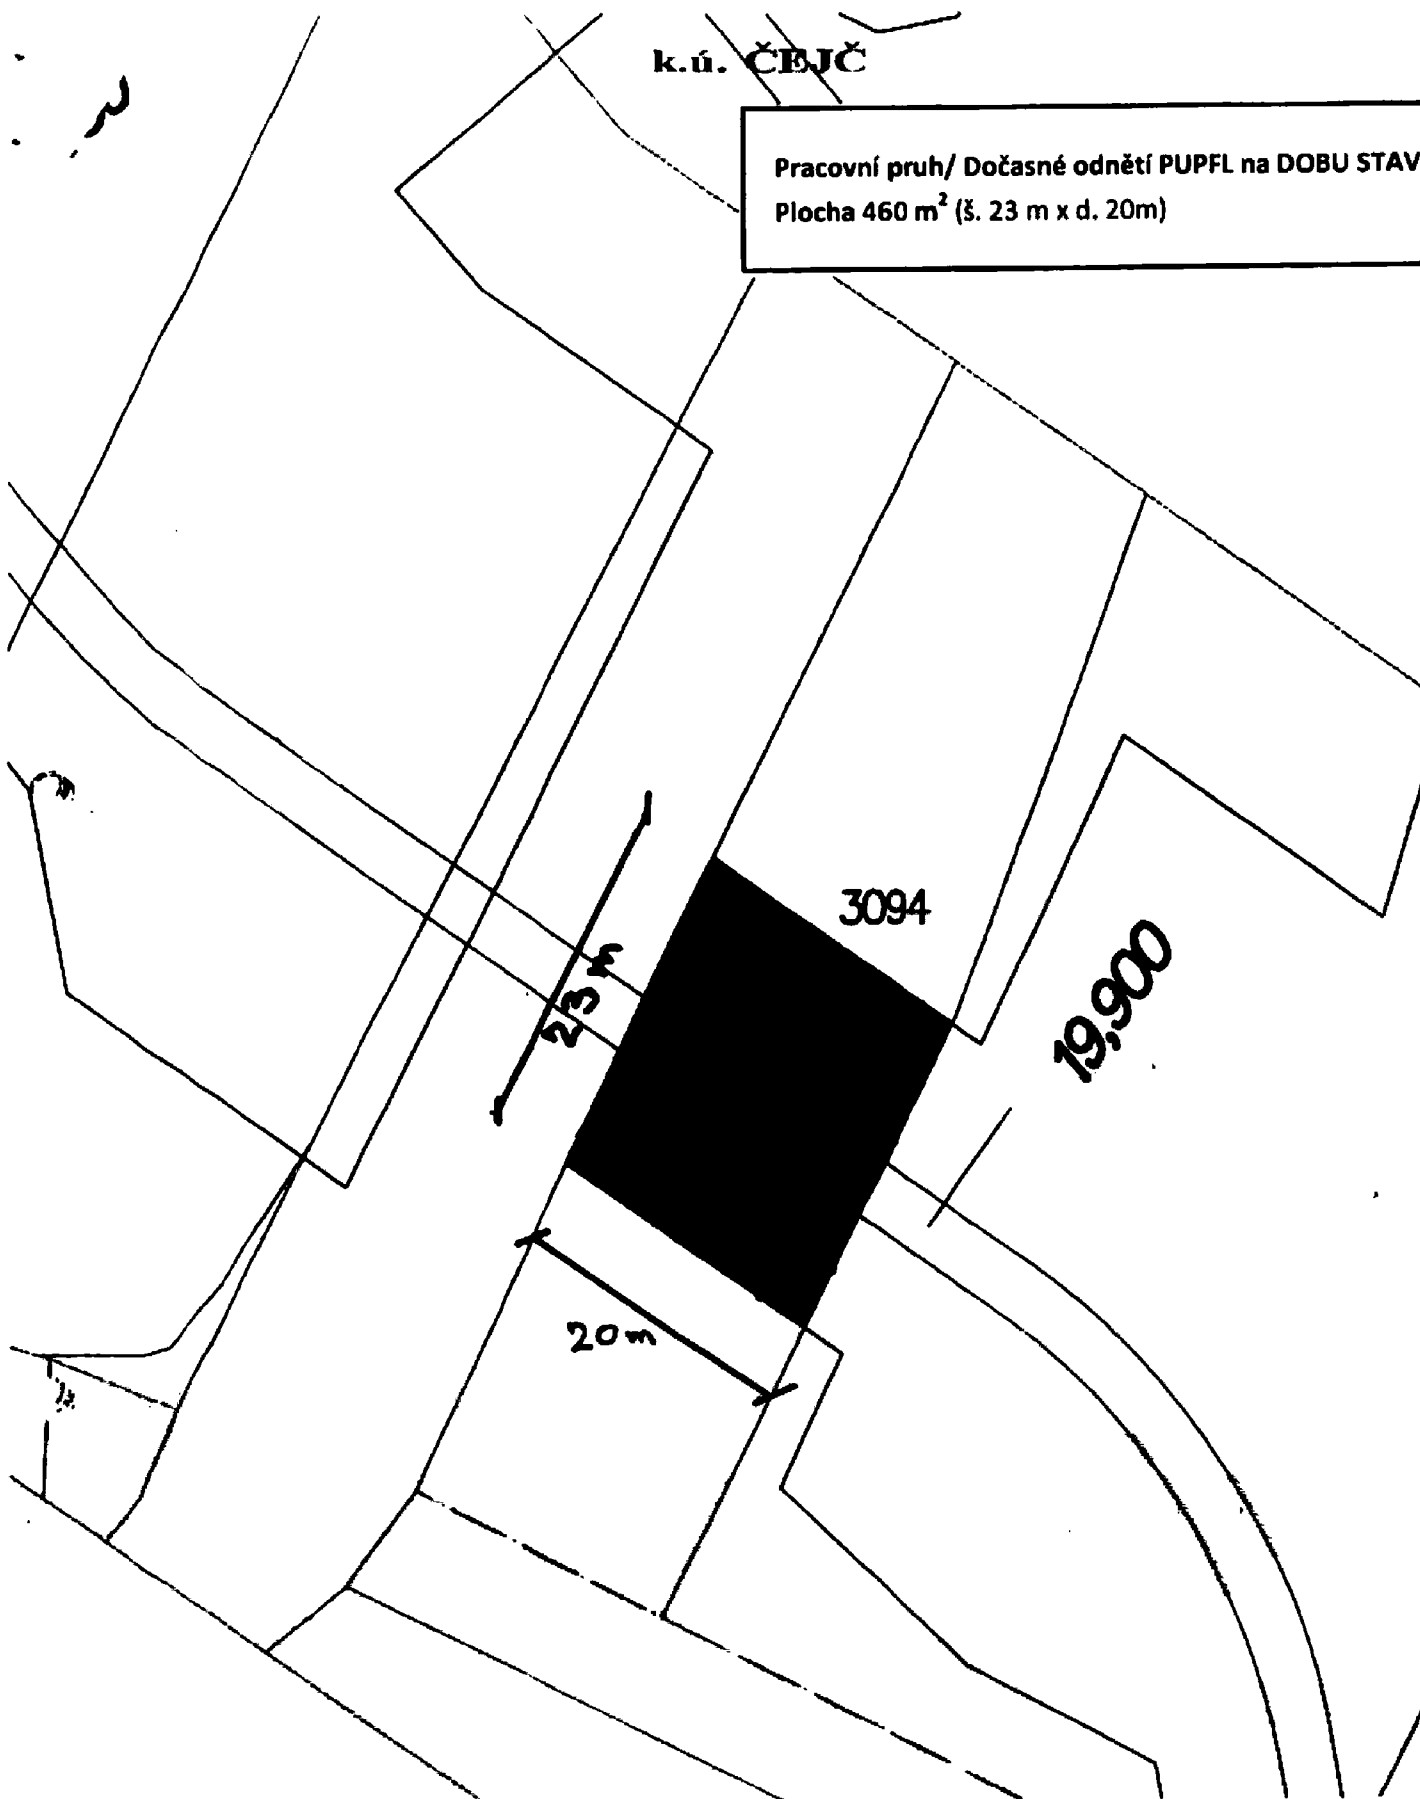 k.ú. ČEJČ
Pracovní pruh/ Dočasné odnětí PUPFL na DOBU STAV
Plocha 460 m² (š. 23 m x d. 20m)
3094
19,900
23 m
20 m